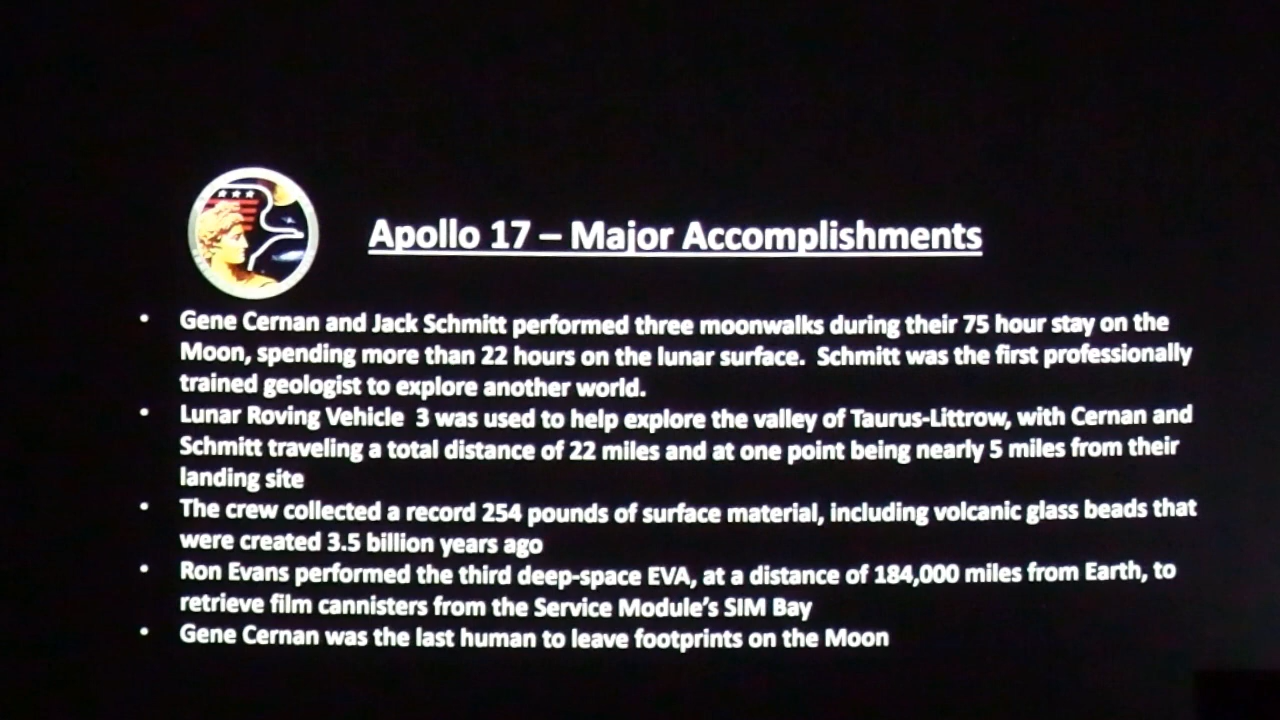 Apollo 17 – Major Accomplishments
• Gene Cernan and Jack Schmitt performed three moonwalks during their 75 hour stay on the
Moon, spending more than 22 hours on the lunar surface.  Schmitt was the first professionally
trained geologist to explore another world.
• Lunar Roving Vehicle  3 was used to help explore the valley of Taurus-Littrow, with Cernan and
Schmitt traveling a total distance of 22 miles and at one point being nearly 5 miles from their
landing site
• The crew collected a record 254 pounds of surface material, including volcanic glass beads that
were created 3.5 billion years ago
• Ron Evans performed the third deep-space EVA, at a distance of 184,000 miles from Earth, to
retrieve film cannisters from the Service Module’s SIM Bay
• Gene Cernan was the last human to leave footprints on the Moon